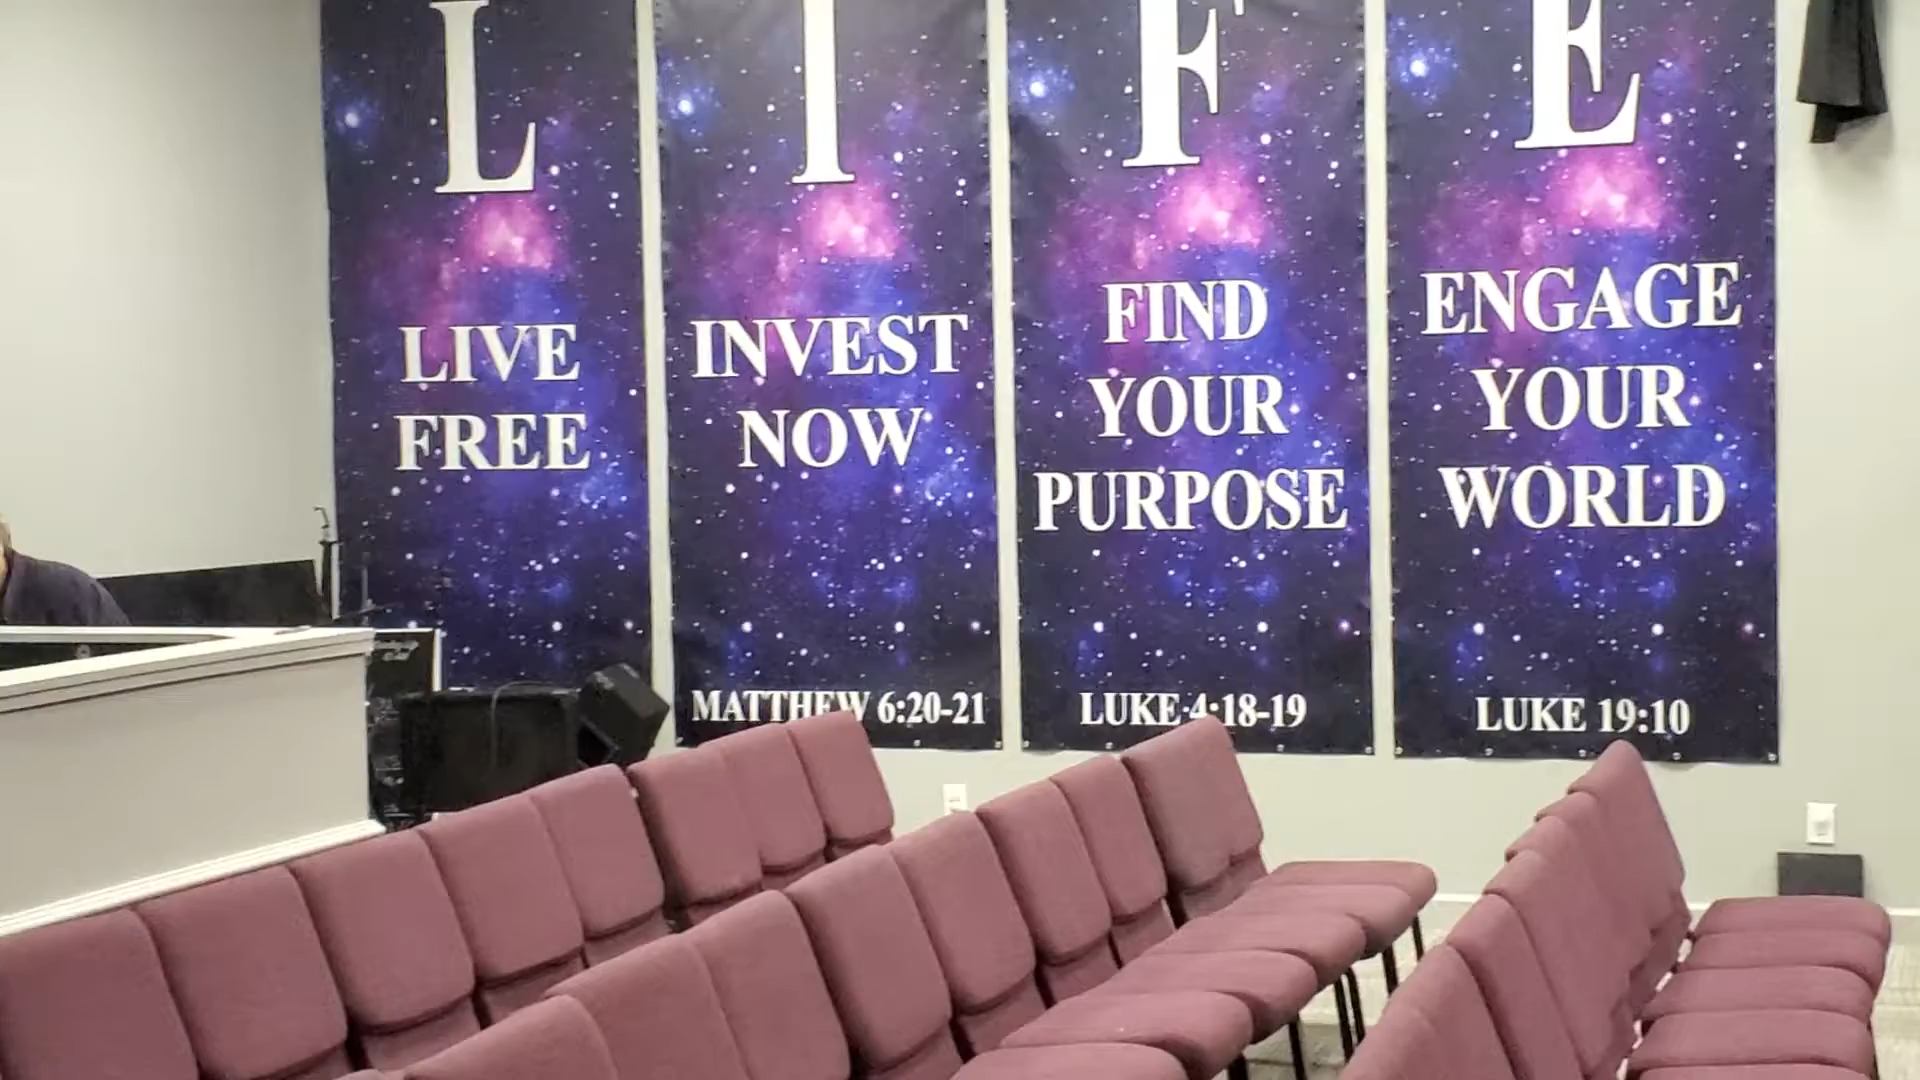 L
LIVE
FREE
I
INVEST
NOW
MATTHEW 6:20-21
F
FIND
YOUR
PURPOSE
LUKE 4:18-19
E
ENGAGE
YOUR
WORLD
LUKE 19:10